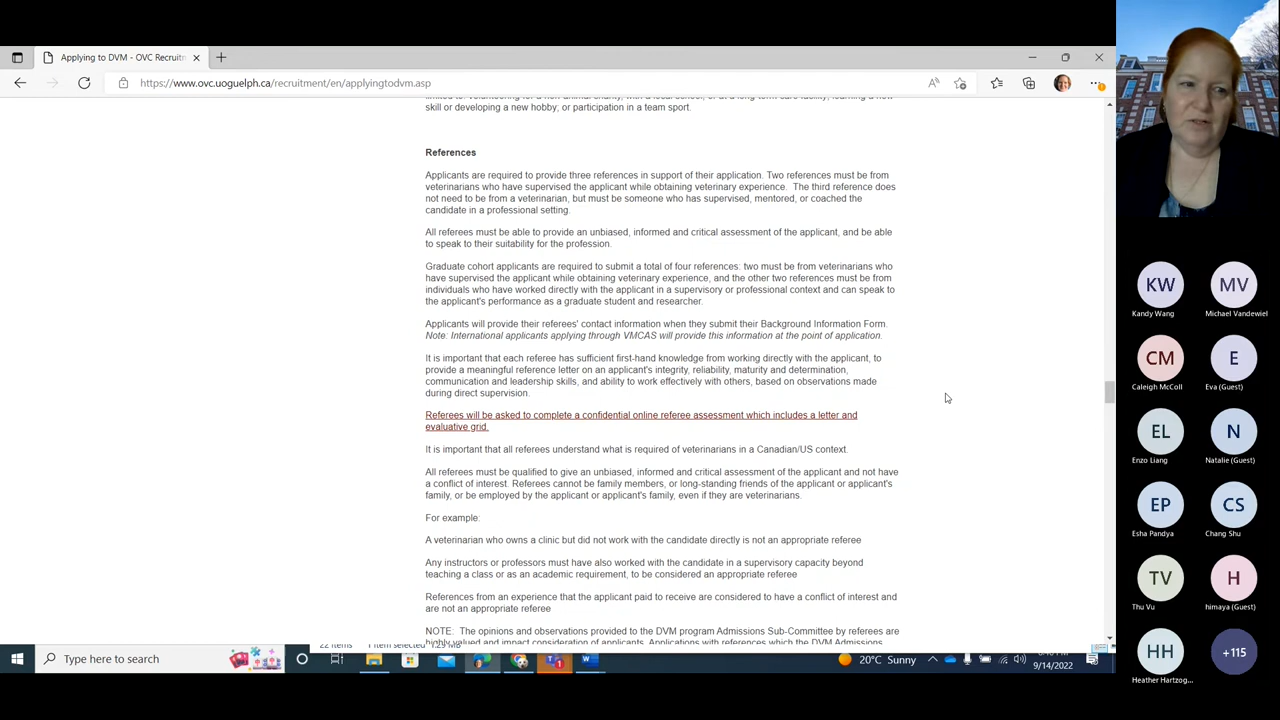 Applying to DVM - OVC Recruitm
https://www.ovc.uoguelph.ca/recruitment/en/applyingtodvm.asp
skill or developing a new hobby; or participation in a team sport.
References
Applicants are required to provide three references in support of their application. Two references must be from
veterinarians who have supervised the applicant while obtaining veterinary experience. The third reference does
not need to be from a veterinarian, but must be someone who has supervised, mentored, or coached the
candidate in a professional setting.
All referees must be able to provide an unbiased, informed and critical assessment of the applicant, and be able
to speak to their suitability for the profession.
Graduate cohort applicants are required to submit a total of four references: two must be from veterinarians who
have supervised the applicant while obtaining veterinary experience, and the other two references must be from
individuals who have worked directly with the applicant in a supervisory or professional context and can speak to
the applicant's performance as a graduate student and researcher.
Applicants will provide their referees' contact information when they submit their Background Information Form.
Note: International applicants applying through VMCAS will provide this information at the point of application.
It is important that each referee has sufficient first-hand knowledge from working directly with the applicant, to
provide a meaningful reference letter on an applicant's integrity, reliability, maturity and determination,
communication and leadership skills, and ability to work effectively with others, based on observations made
during direct supervision.
Referees will be asked to complete a confidential online referee assessment which includes a letter and
evaluative grid.
It is important that all referees understand what is required of veterinarians in a Canadian/US context.
All referees must be qualified to give an unbiased, informed and critical assessment of the applicant and not have
a conflict of interest. Referees cannot be family members, or long-standing friends of the applicant or applicant's
family, or be employed by the applicant or applicant's family, even if they are veterinarians.
For example:
A veterinarian who owns a clinic but did not work with the candidate directly is not an appropriate referee
Any instructors or professors must have also worked with the candidate in a supervisory capacity beyond
teaching a class or as an academic requirement, to be considered an appropriate referee
References from an experience that the applicant paid to receive are considered to have a conflict of interest and
are not an appropriate referee
NOTE: The opinions and observations provided to the DVM program Admissions Sub-Committee by referees are
highly valued and impact consideration of applicants. Applications with references which the DVM Admissions
22 items 1 item selected 1.29 MB
Type here to search
20°C Sunny
9/14/2022
KW
Kandy Wang
MV
Michael Vandewiel
CM
Caleigh McColl
E
Eva (Guest)
EL
Enzo Liang
N
Natalie (Guest)
EP
Esha Pandya
CS
Chang Shu
TV
Thu Vu
H
himaya (Guest)
HH
Heather Hartzog...
+115